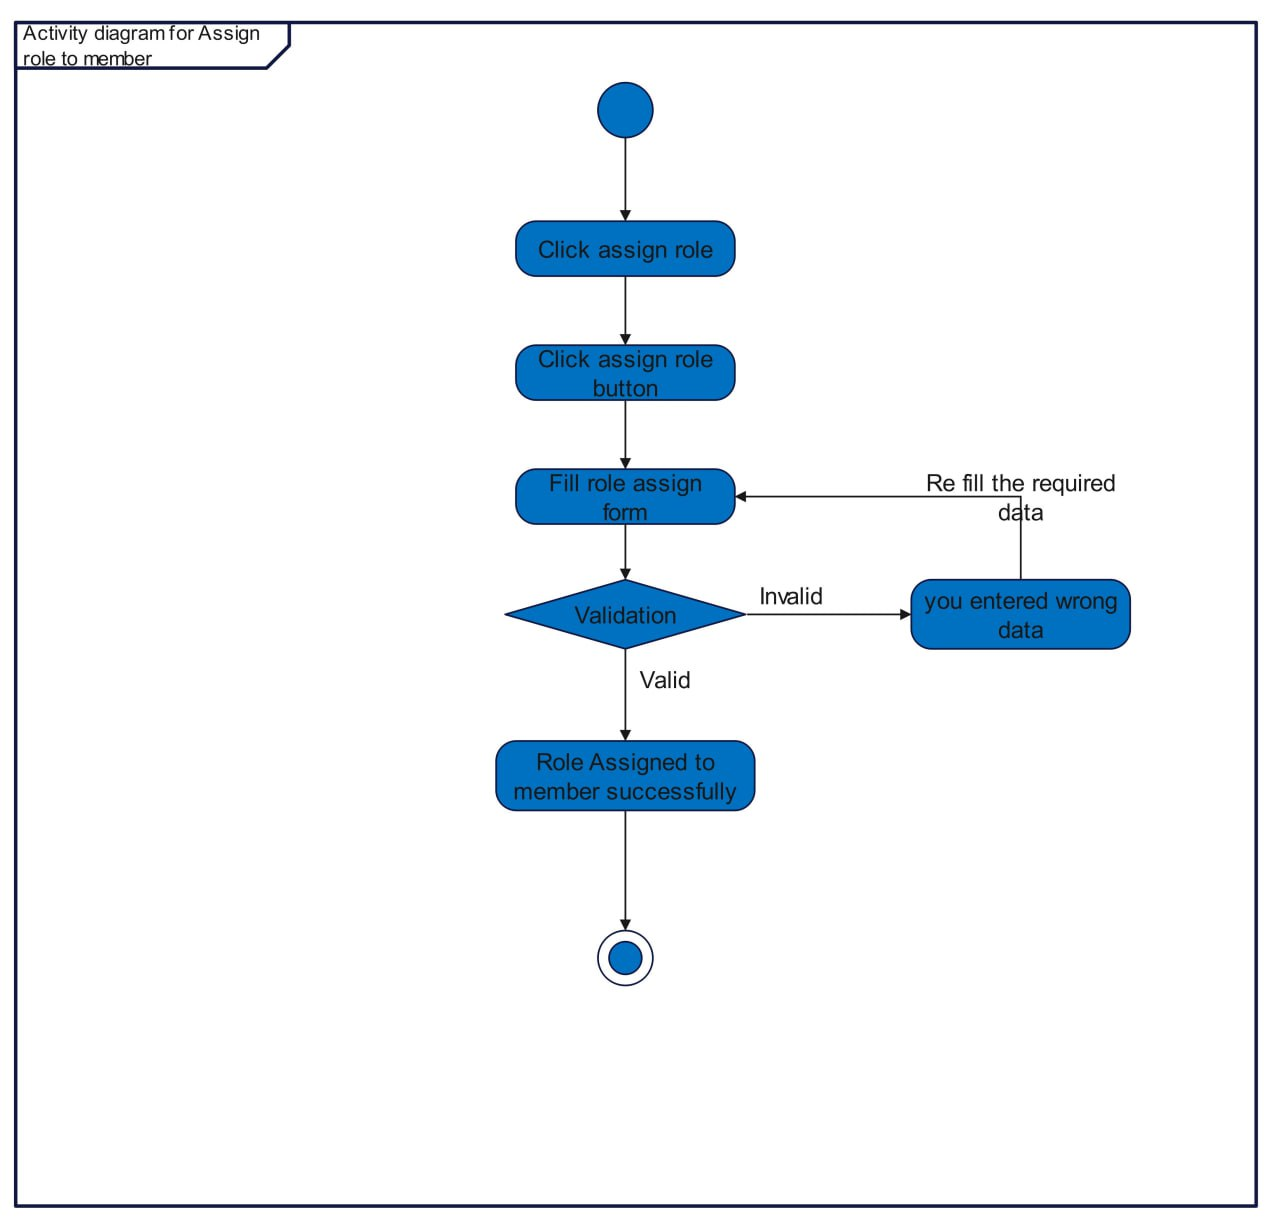 Activity diagram for Assign
role to member
Click assign role
Click assign role
button
Fill role assign
form
Re fill the required
data
Validation
Invalid
you entered wrong
data
Valid
Role Assigned to
member successfully